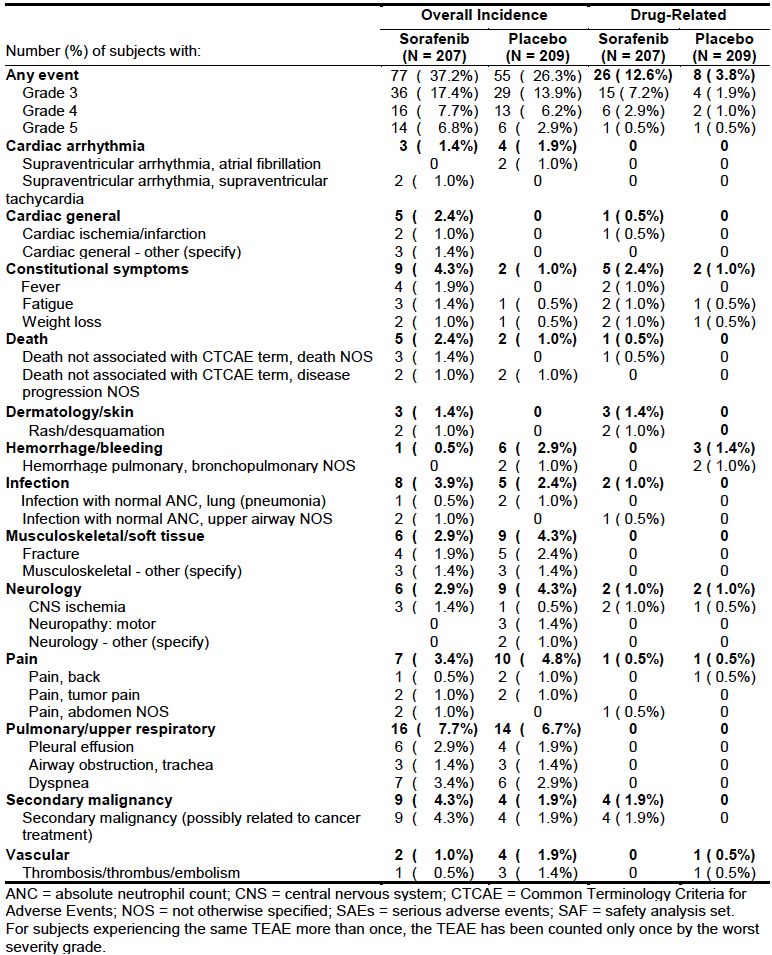 Overall Incidence Drug-Related
Number (%) of subjects with: Sorafenib (N = 207) Placebo (N = 209) Sorafenib (N = 207) Placebo (N = 209)
Any event 77 ( 37.2%) 55 ( 26.3%) 26 ( 12.6%) 8 ( 3.8%)
Grade 3 36 ( 17.4%) 29 ( 13.9%) 15 ( 7.2%) 4 ( 1.9%)
Grade 4 16 ( 7.7%) 13 ( 6.2%) 6 ( 2.9%) 2 ( 1.0%)
Grade 5 14 ( 6.8%) 6 ( 2.9%) 1 ( 0.5%) 1 ( 0.5%)
Cardiac arrhythmia 3 ( 1.4%) 4 ( 1.9%) 0 0
Supraventricular arrhythmia, atrial fibrillation 0 2 ( 1.0%) 0 0
Supraventricular arrhythmia, supraventricular 2 ( 1.0%) 0 0 0
tachycardia
Cardiac general 5 ( 2.4%) 0 1 ( 0.5%) 0
Cardiac ischemia/infarction 2 ( 1.0%) 0 1 ( 0.5%) 0
Cardiac general - other (specify) 3 ( 1.4%) 0 0 0
Constitutional symptoms 9 ( 4.3%) 2 ( 1.0%) 5 ( 2.4%) 2 ( 1.0%)
Fever 4 ( 1.9%) 0 2 ( 1.0%) 0
Fatigue 3 ( 1.4%) 1 ( 0.5%) 2 ( 1.0%) 1 ( 0.5%)
Weight loss 2 ( 1.0%) 1 ( 0.5%) 2 ( 1.0%) 1 ( 0.5%)
Death 5 ( 2.4%) 2 ( 1.0%) 1 ( 0.5%) 0
Death not associated with CTCAE term, death NOS 3 ( 1.4%) 0 1 ( 0.5%) 0
Death not associated with CTCAE term, disease 2 ( 1.0%) 2 ( 1.0%) 0 0
progression NOS
Dermatology/skin 3 ( 1.4%) 0 3 ( 1.4%) 0
Rash/desquamation 2 ( 1.0%) 0 2 ( 1.0%) 0
Hemorrhage/bleeding 1 ( 0.5%) 6 ( 2.9%) 0 3 ( 1.4%)
Hemorrhage pulmonary, bronchopulmonary NOS 0 2 ( 1.0%) 0 2 ( 1.0%)
Infection 8 ( 3.9%) 5 ( 2.4%) 2 ( 1.0%) 0
Infection with normal ANC, lung (pneumonia) 1 ( 0.5%) 2 ( 1.0%) 0 0
Infection with normal ANC, upper airway NOS 2 ( 1.0%) 0 1 ( 0.5%) 0
Musculoskeletal/soft tissue 6 ( 2.9%) 9 ( 4.3%) 0 0
Fracture 4 ( 1.9%) 5 ( 2.4%) 0 0
Musculoskeletal - other (specify) 3 ( 1.4%) 3 ( 1.4%) 0 0
Neurology 6 ( 2.9%) 9 ( 4.3%) 2 ( 1.0%) 2 ( 1.0%)
CNS ischemia 3 ( 1.4%) 1 ( 0.5%) 2 ( 1.0%) 1 ( 0.5%)
Neuropathy: motor 0 3 ( 1.4%) 0 0
Neurology - other (specify) 0 2 ( 1.0%) 0 0
Pain 7 ( 3.4%) 10 ( 4.8%) 1 ( 0.5%) 1 ( 0.5%)
Pain, back 1 ( 0.5%) 2 ( 1.0%) 0 1 ( 0.5%)
Pain, tumor pain 2 ( 1.0%) 2 ( 1.0%) 0 0
Pain, abdomen NOS 2 ( 1.0%) 0 1 ( 0.5%) 0
Pulmonary/upper respiratory 16 ( 7.7%) 14 ( 6.7%) 0 0
Pleural effusion 6 ( 2.9%) 4 ( 1.9%) 0 0
Airway obstruction, trachea 3 ( 1.4%) 3 ( 1.4%) 0 0
Dyspnea 7 ( 3.4%) 6 ( 2.9%) 0 0
Secondary malignancy 9 ( 4.3%) 4 ( 1.9%) 4 ( 1.9%) 0
Secondary malignancy (possibly related to cancer 9 ( 4.3%) 4 ( 1.9%) 4 ( 1.9%) 0
treatment)
Vascular 2 ( 1.0%) 4 ( 1.9%) 0 1 ( 0.5%)
Thrombosis/thrombus/embolism 1 ( 0.5%) 3 ( 1.4%) 0 1 ( 0.5%)
ANC = absolute neutrophil count; CNS = central nervous system; CTCAE = Common Terminology Criteria for
Adverse Events; NOS = not otherwise specified; SAEs = serious adverse events; SAF = safety analysis set.
For subjects experiencing the same TEAE more than once, the TEAE has been counted only once by the worst
severity grade.